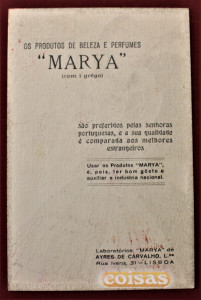 OS PRODUTOS DE BELEZA E PERFUMES
"MARYA"
(com i grêgo)
são preferidos pelas senhoras
portuguesas, e a sua qualidade
é comparada aos melhores
estrangeiros
Usar os Produtos "MARYA",
é, pois, ter bom gôsto e
auxiliar a industria nacional.
Laboratórios "MARYA" de
AYRES DE CARVALHO, L.da
Rua Ivens, 31—LISBOA
coisas